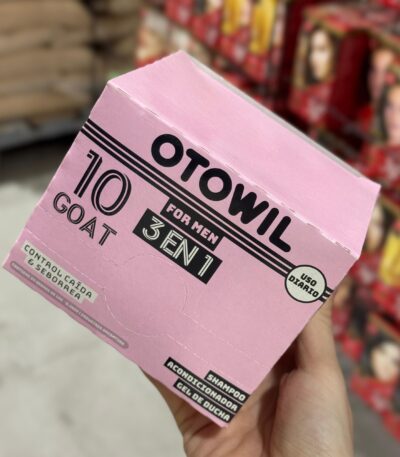 OTOWIL
10
GOAT
FOR MEN
3 EN 1
USO
DIARIO
CONTROL CAÍDA
& SEBORREA
SHAMPOO
ACONDICIONADOR
GEL DE DUCHA